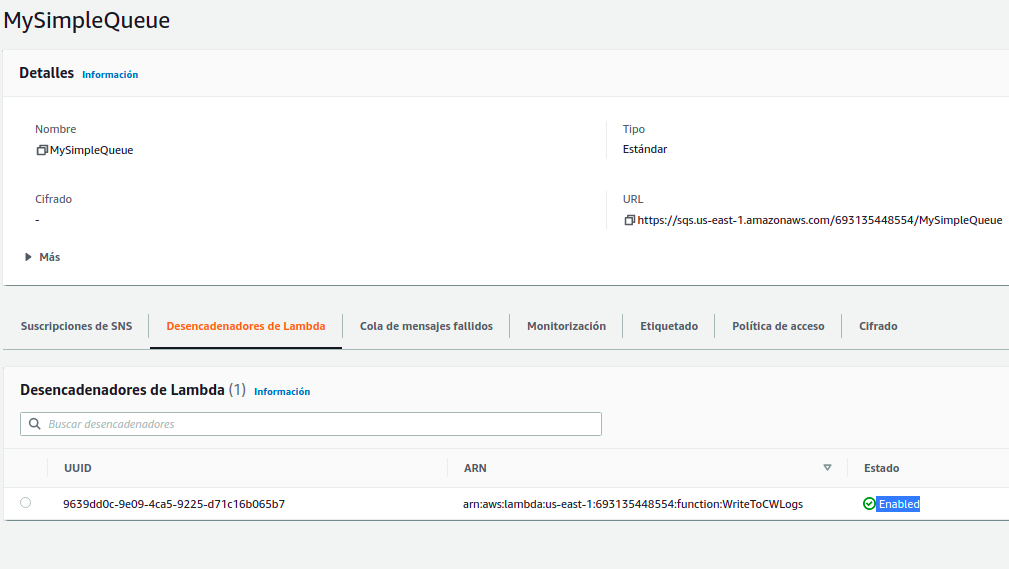 MySimpleQueue
Detalles Información
Nombre
MySimpleQueue
Tipo
Estándar
Cifrado
-
URL
https://sqs.us-east-1.amazonaws.com/693135448554/MySimpleQueue
Más
Suscripciones de SNS Desencadenadores de Lambda Cola de mensajes fallidos Monitorización Etiquetado Política de acceso Cifrado
Desencadenadores de Lambda (1) Información
Buscar desencadenadores
UUID ARN Estado
9639dd0c-9e09-4ca5-9225-d71c16b065b7 arn:aws:lambda:us-east-1:693135448554:function:WriteToCWLogs Enabled